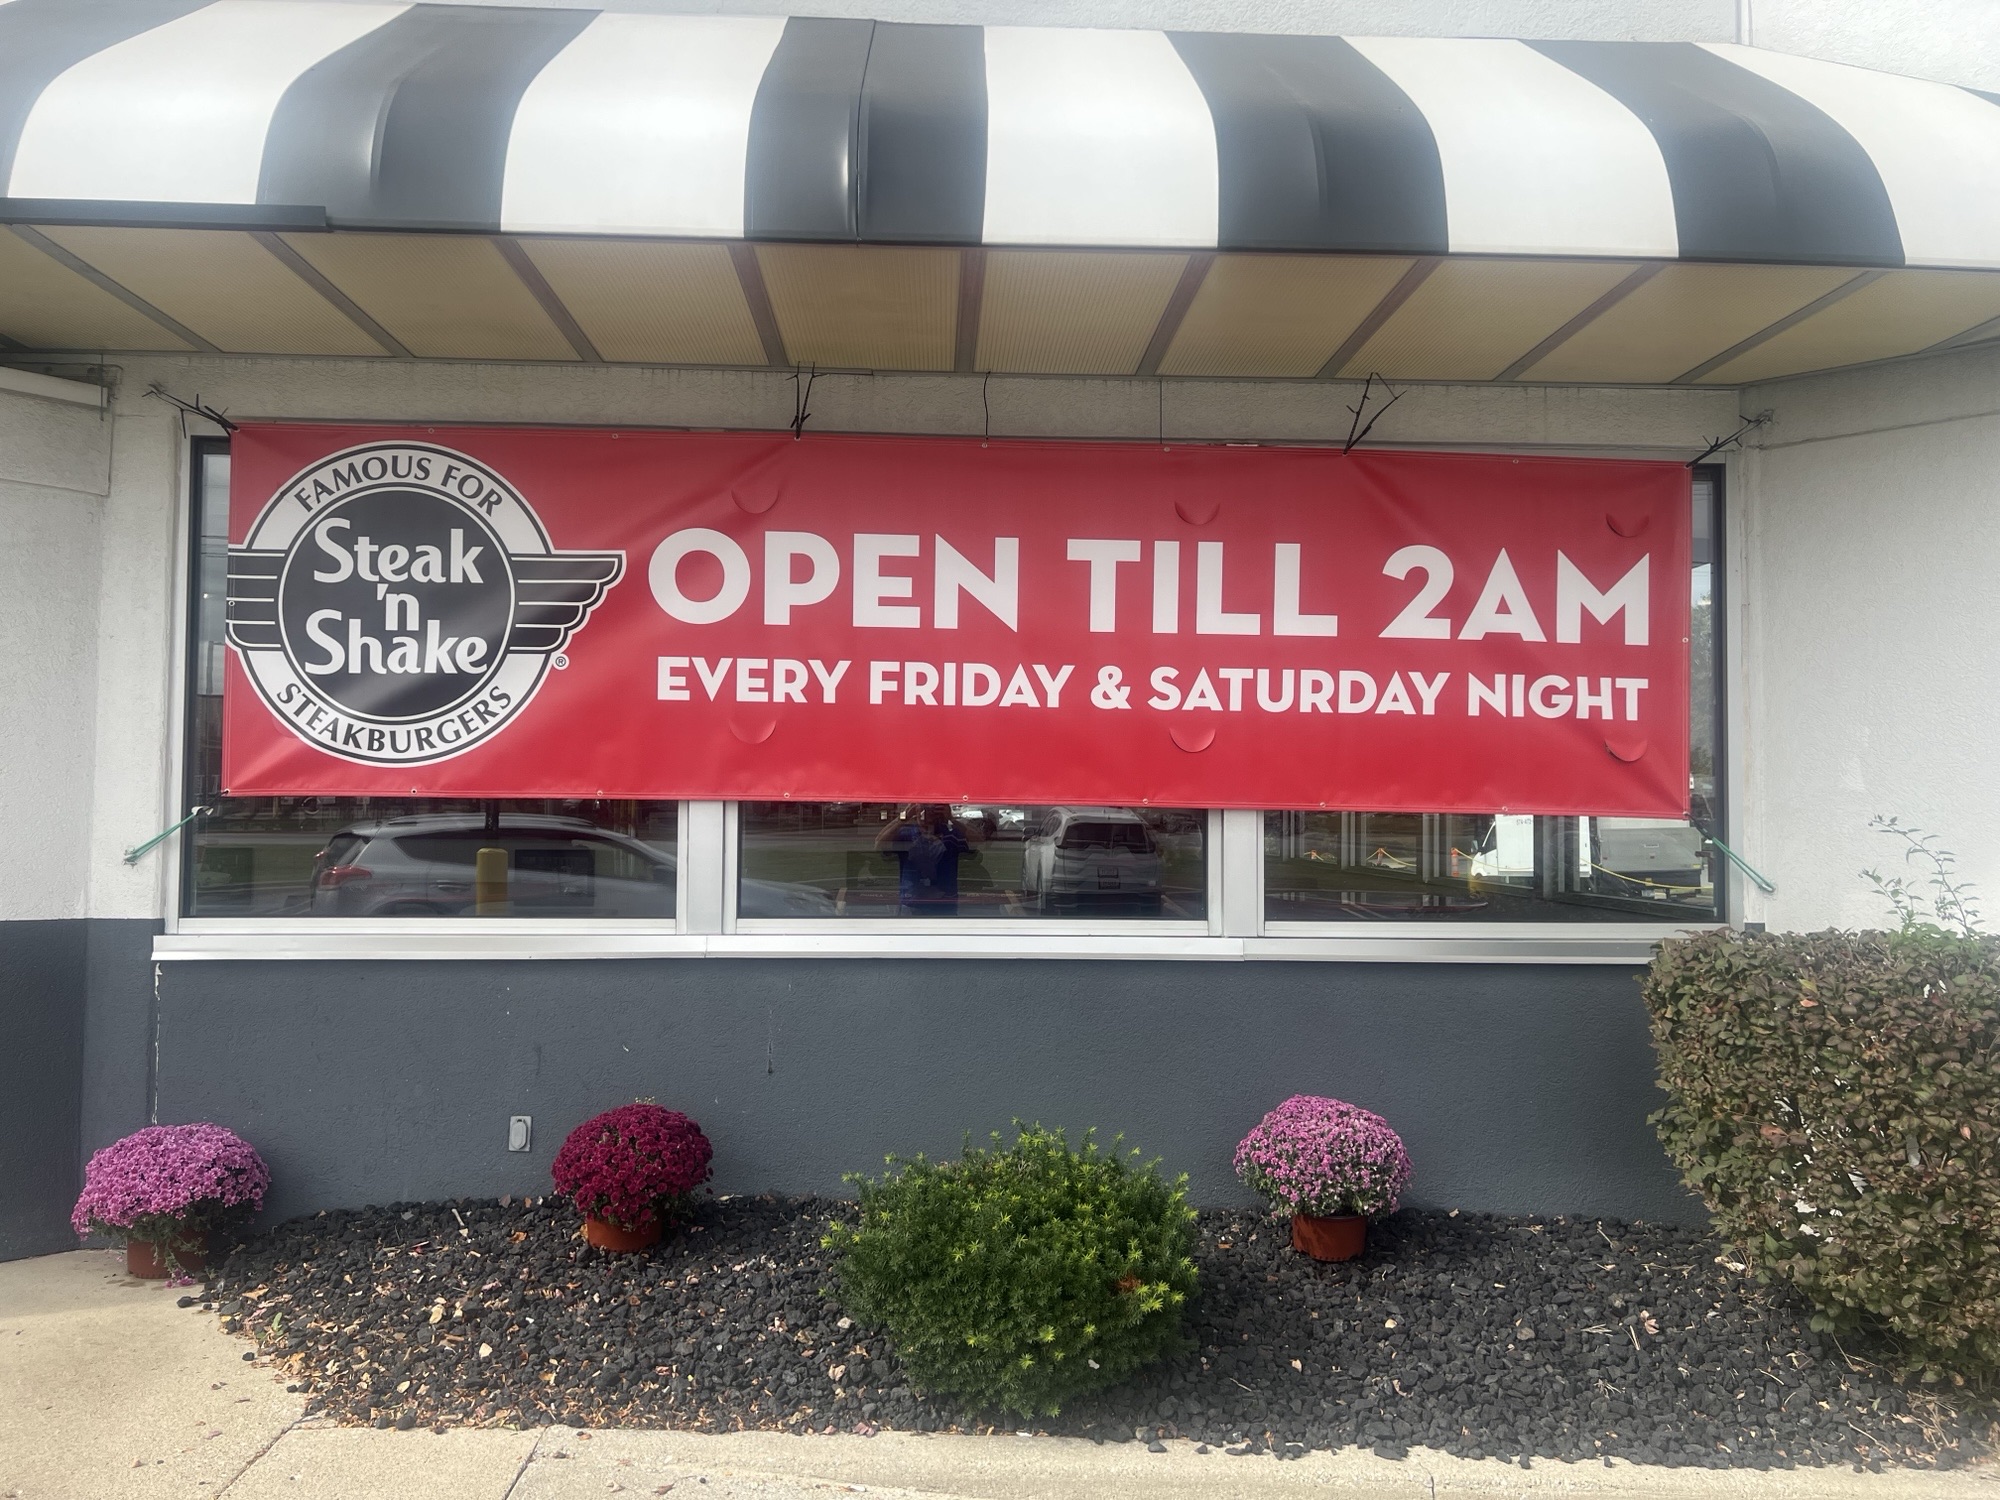 FAMOUS FOR
Steak
'n
Shake
®
STEAKBURGERS
OPEN TILL 2AM
EVERY FRIDAY & SATURDAY NIGHT